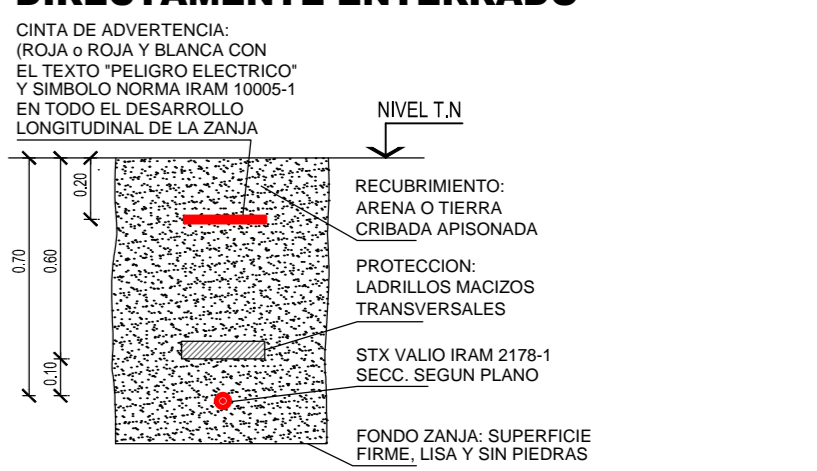 DIRECTAMENTE ENTERRADO
CINTA DE ADVERTENCIA:
(ROJA o ROJA Y BLANCA CON
EL TEXTO "PELIGRO ELECTRICO"
Y SIMBOLO NORMA IRAM 10005-1
EN TODO EL DESARROLLO
LONGITUDINAL DE LA ZANJA
NIVEL T.N
0.20
0.70
0.60
0.10
RECUBRIMIENTO:
ARENA O TIERRA
CRIBADA APISONADA
PROTECCION:
LADRILLOS MACIZOS
TRANSVERSALES
STX VALIO IRAM 2178-1
SECC. SEGUN PLANO
FONDO ZANJA: SUPERFICIE
FIRME, LISA Y SIN PIEDRAS